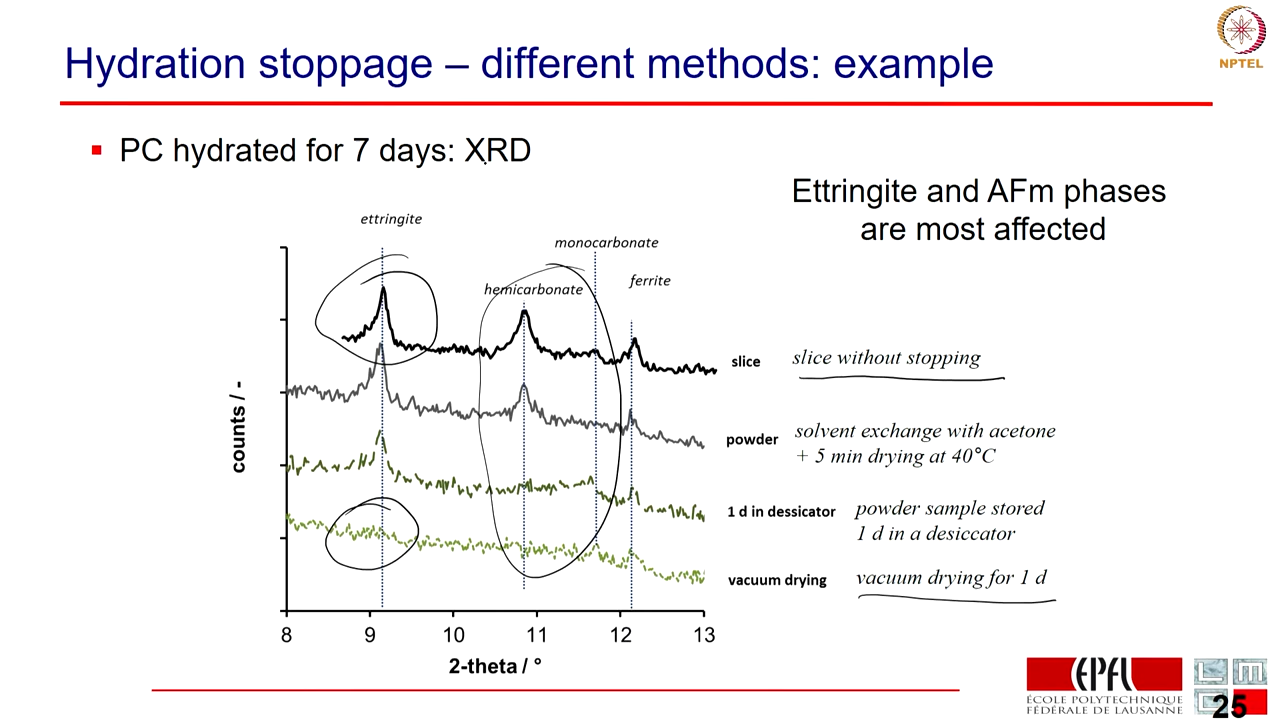 Hydration stoppage – different methods: example
NPTEL
PC hydrated for 7 days: XRD
Ettringite and AFm phases
are most affected
ettringite
monocarbonate
hemicarbonate
ferrite
slice
slice without stopping
powder
solvent exchange with acetone
+ 5 min drying at 40°C
1 d in dessicator
powder sample stored
1 d in a desiccator
vacuum drying
vacuum drying for 1 d
counts / -
8 9 10 11 12 13
2-theta / °
EPFL
ÉCOLE POLYTECHNIQUE
FÉDÉRALE DE LAUSANNE
L M C
25